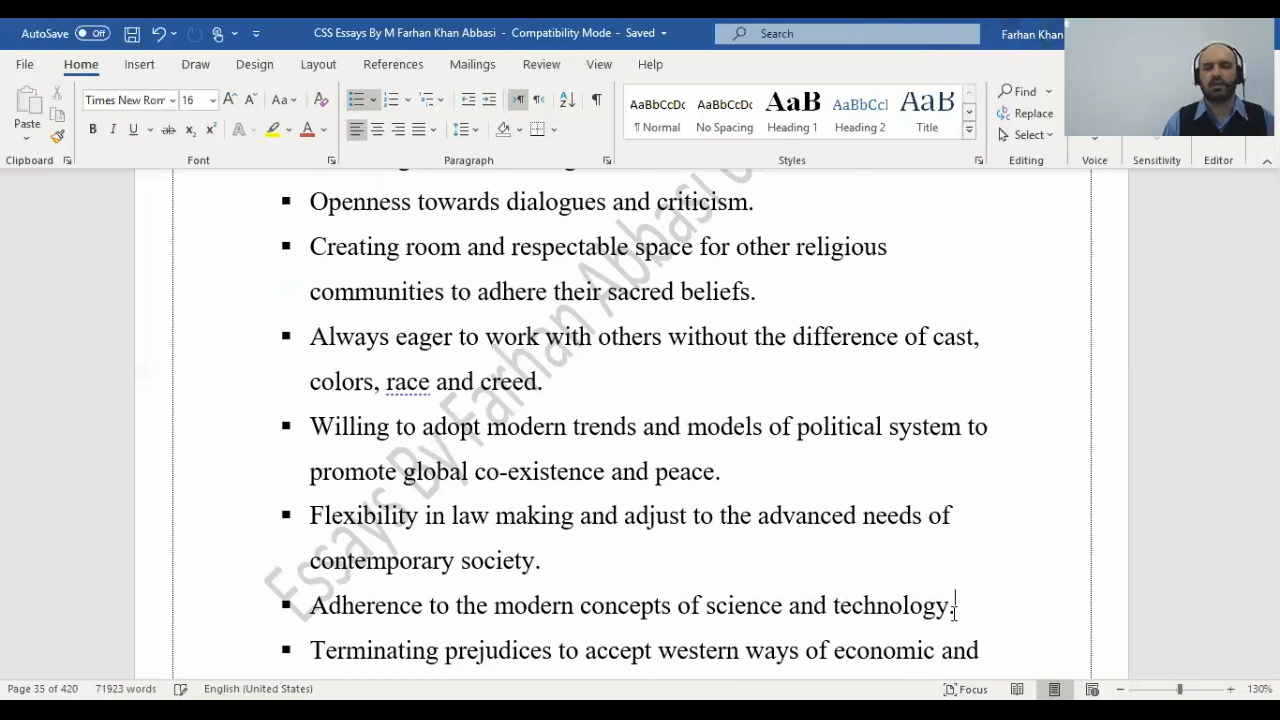 AutoSave Off CSS Essays By M Farhan Khan Abbasi - Compatibility Mode - Saved Search Farhan Khan
File Home Insert Draw Design Layout References Mailings Review View Help
Times New Rom 16 Aa AaBbCcDc AaBbCcDc AaB AaBbCcl AaB Find
Paste Replace
B I U ab x₂ x² A A ¶ Normal No Spacing Heading 1 Heading 2 Title Select
Clipboard Font Paragraph Styles Editing Voice Sensitivity Editor
Openness towards dialogues and criticism.
Creating room and respectable space for other religious
communities to adhere their sacred beliefs.
Always eager to work with others without the difference of cast,
colors, race and creed.
Willing to adopt modern trends and models of political system to
promote global co-existence and peace.
Flexibility in law making and adjust to the advanced needs of
contemporary society.
Adherence to the modern concepts of science and technology.
Terminating prejudices to accept western ways of economic and
Essays By Farhan Abbasi
Page 35 of 420 71923 words English (United States) Focus 130%